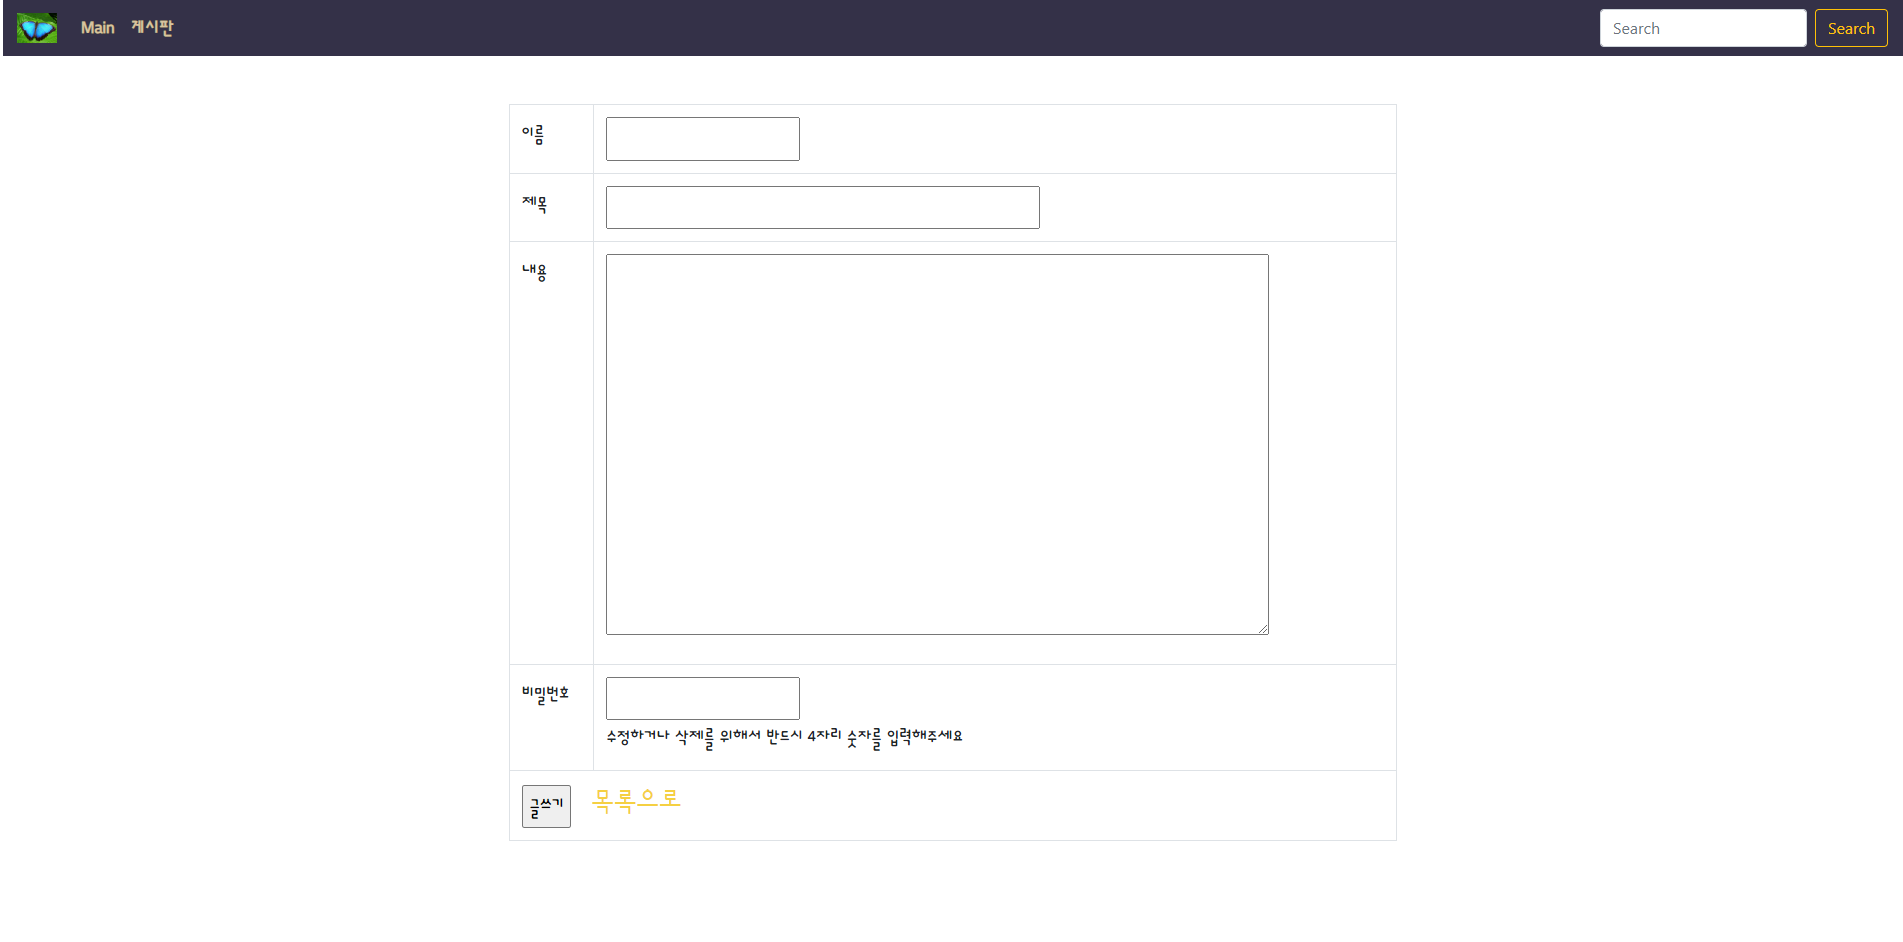 Main 게시판 Search Search
이름
제목
내용
비밀번호
수정하거나 삭제를 위해서 반드시 4자리 숫자를 입력해주세요
글쓰기 목록으로